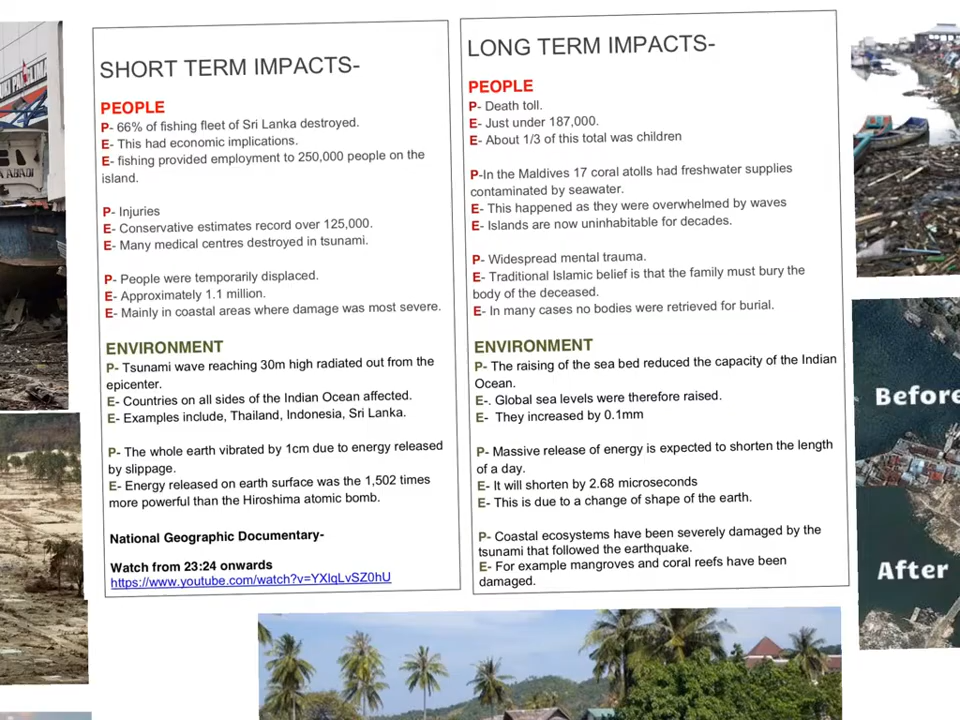 SHORT TERM IMPACTS-
PEOPLE
P- 66% of fishing fleet of Sri Lanka destroyed.
E- This had economic implications.
E- fishing provided employment to 250,000 people on the
island.
P- Injuries
E- Conservative estimates record over 125,000.
E- Many medical centres destroyed in tsunami.
P- People were temporarily displaced.
E- Approximately 1.1 million.
E- Mainly in coastal areas where damage was most severe.
ENVIRONMENT
P- Tsunami wave reaching 30m high radiated out from the
epicenter.
E- Countries on all sides of the Indian Ocean affected.
E- Examples include, Thailand, Indonesia, Sri Lanka.
P- The whole earth vibrated by 1cm due to energy released
by slippage.
E- Energy released on earth surface was the 1,502 times
more powerful than the Hiroshima atomic bomb.
National Geographic Documentary-
Watch from 23:24 onwards
https://www.youtube.com/watch?v=YXlqLvSZ0hU
LONG TERM IMPACTS-
PEOPLE
P- Death toll.
E- Just under 187,000.
E- About 1/3 of this total was children
P-In the Maldives 17 coral atolls had freshwater supplies
contaminated by seawater.
E- This happened as they were overwhelmed by waves
E- Islands are now uninhabitable for decades.
P- Widespread mental trauma.
E- Traditional Islamic belief is that the family must bury the
body of the deceased.
E- In many cases no bodies were retrieved for burial.
ENVIRONMENT
P- The raising of the sea bed reduced the capacity of the Indian
Ocean.
E-. Global sea levels were therefore raised.
E- They increased by 0.1mm
P- Massive release of energy is expected to shorten the length
of a day.
E- It will shorten by 2.68 microseconds
E- This is due to a change of shape of the earth.
P- Coastal ecosystems have been severely damaged by the
tsunami that followed the earthquake.
E- For example mangroves and coral reefs have been
damaged.
Before
After